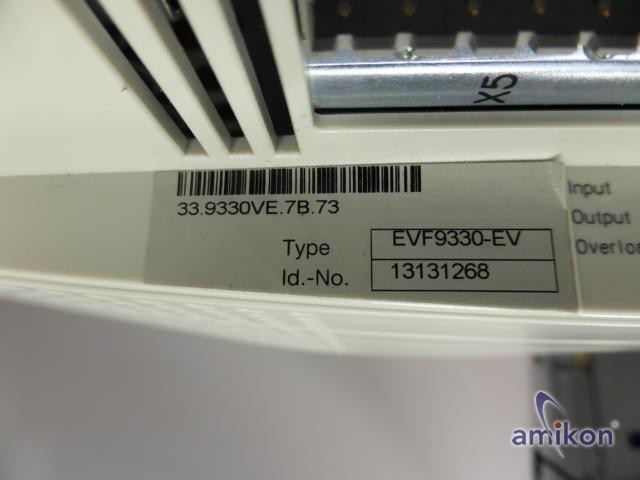 X5
33.9330VE.7B.73
Type EVF9330-EV
Id.-No. 13131268
Input
Output
amikon